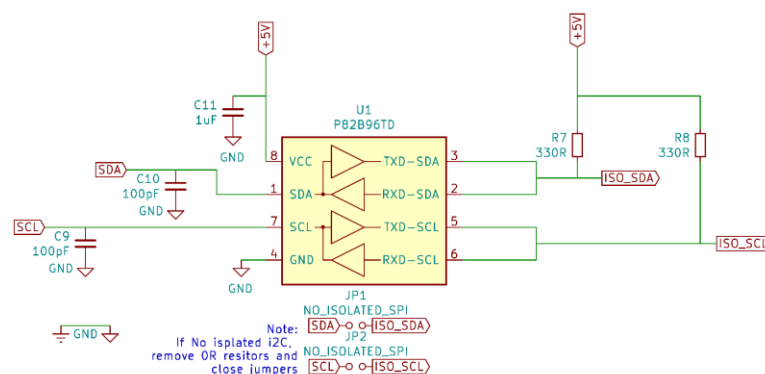 +5V
+5V
C11
1uF
GND
U1
P82B96TD
R7
330R
R8
330R
8
VCC
TXD-SDA
3
SDA
C10
100pF
GND
1
SDA
RXD-SDA
2
ISO_SDA
SCL
C9
100pF
GND
7
SCL
TXD-SCL
5
4
GND
RXD-SCL
6
ISO_SCL
GND
JP1
NO_ISOLATED_SPI
SDA
ISO_SDA
JP2
NO_ISOLATED_SPI
SCL
ISO_SCL
GND
Note:
If No isplated i2C,
remove 0R resitors and
close jumpers